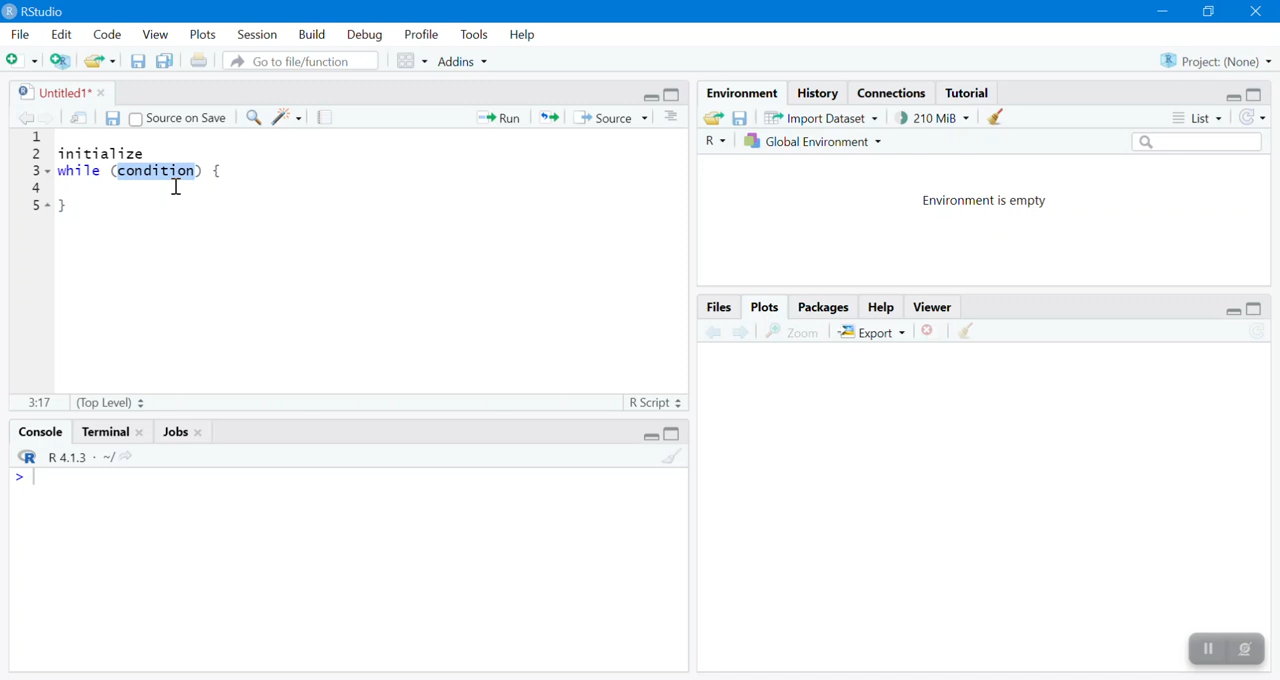 RStudio
File Edit Code View Plots Session Build Debug Profile Tools Help
Go to file/function Addins Project: (None)
Untitled1*
Source on Save Run Source
1
2 initialize
3 while (condition) {
4
5 }
3:17 (Top Level) R Script
Console Terminal Jobs
R 4.1.3 · ~/
>
Environment History Connections Tutorial
Import Dataset 210 MiB List
R Global Environment
Environment is empty
Files Plots Packages Help Viewer
Zoom Export